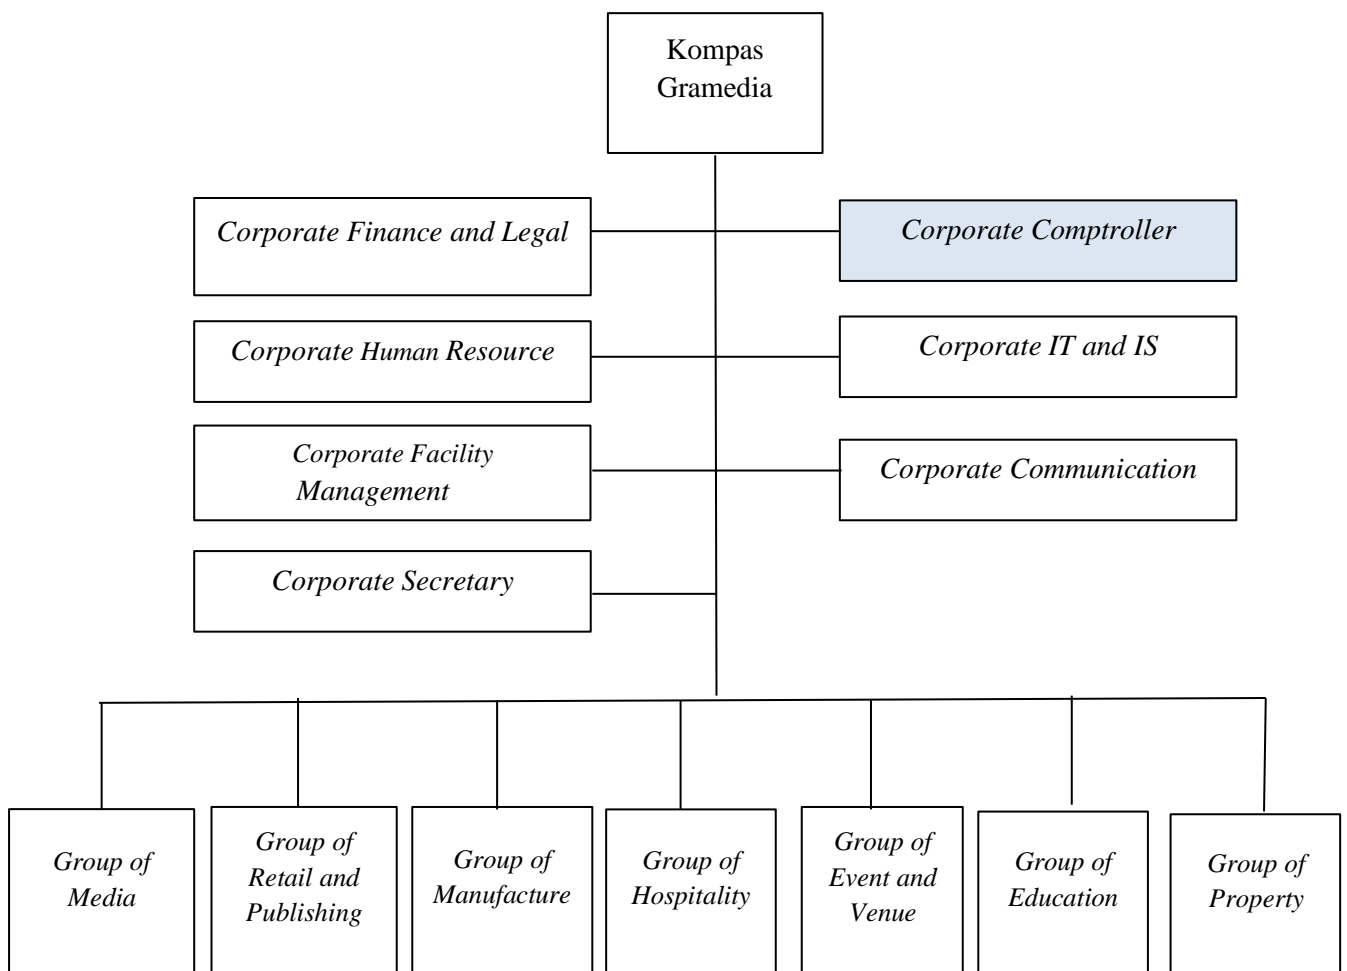 Kompas
Gramedia
Corporate Finance and Legal
Corporate Comptroller
Corporate Human Resource
Corporate IT and IS
Corporate Facility
Management
Corporate Communication
Corporate Secretary
Group of
Media
Group of
Retail and
Publishing
Group of
Manufacture
Group of
Hospitality
Group of
Event and
Venue
Group of
Education
Group of
Property